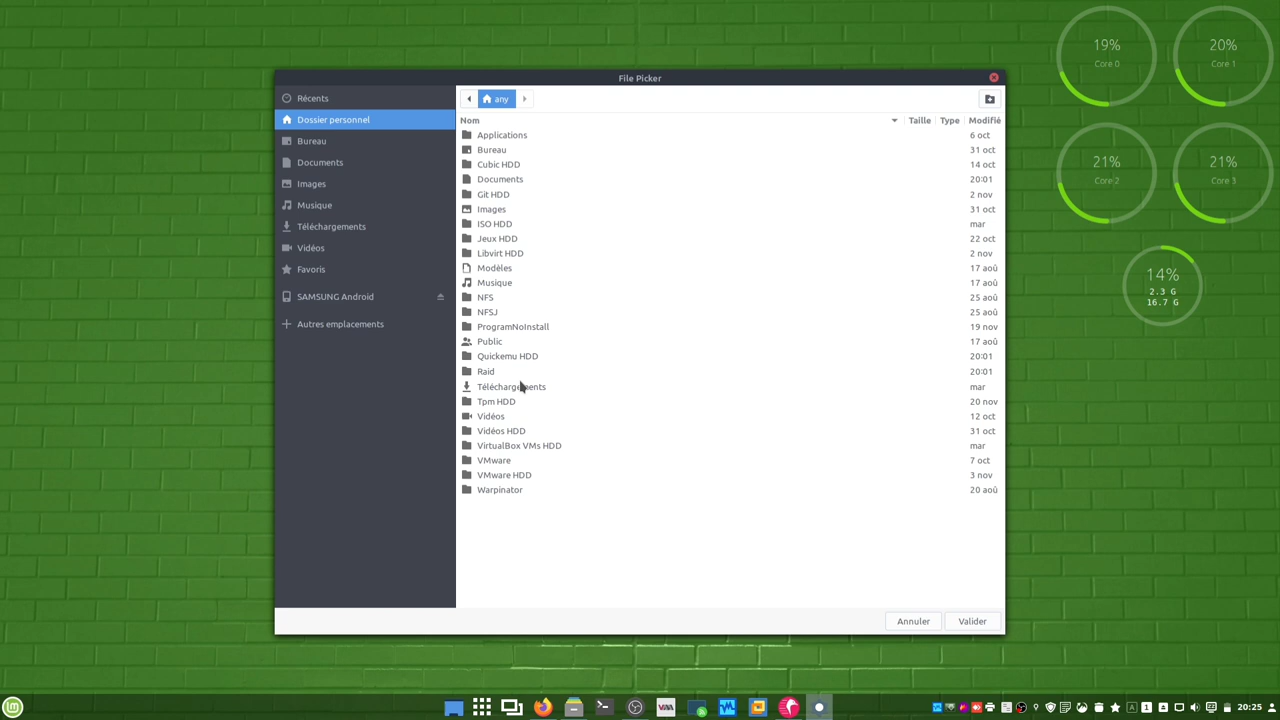 File Picker
Récents
Dossier personnel
Bureau
Documents
Images
Musique
Téléchargements
Vidéos
Favoris
SAMSUNG Android
Autres emplacements
any
Nom Taille Type Modifié
Applications 6 oct
Bureau 31 oct
Cubic HDD 14 oct
Documents 20:01
Git HDD 2 nov
Images 31 oct
ISO HDD mar
Jeux HDD 22 oct
Libvirt HDD 2 nov
Modèles 17 aoû
Musique 17 aoû
NFS 25 aoû
NFSJ 25 aoû
ProgramNoInstall 19 nov
Public 17 aoû
Quickemu HDD 20:01
Raid 20:01
Téléchargements mar
Tpm HDD 20 nov
Vidéos 12 oct
Vidéos HDD 31 oct
VirtualBox VMs HDD mar
VMware 7 oct
VMware HDD 3 nov
Warpinator 20 aoû
Annuler Valider
19% 20%
Core 0 Core 1
21% 21%
Core 2 Core 3
14%
2.3 G
16.7 G
20:25